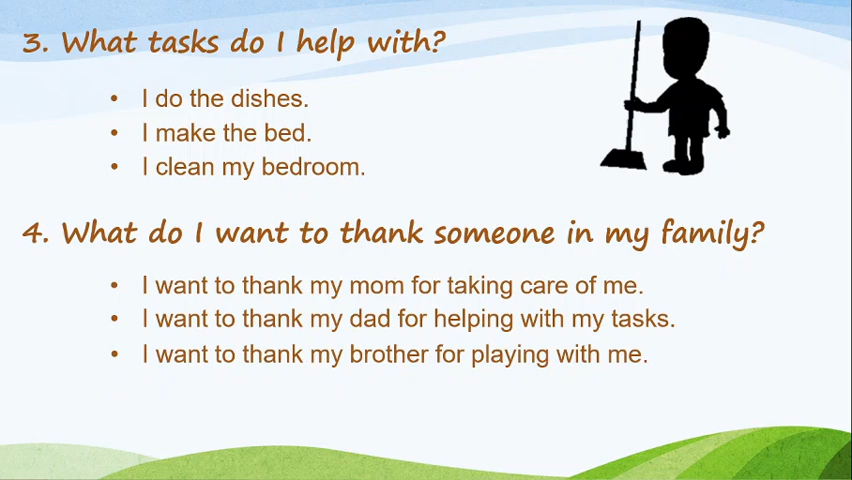 3. What tasks do I help with?
• I do the dishes.
• I make the bed.
• I clean my bedroom.
4. What do I want to thank someone in my family?
• I want to thank my mom for taking care of me.
• I want to thank my dad for helping with my tasks.
• I want to thank my brother for playing with me.